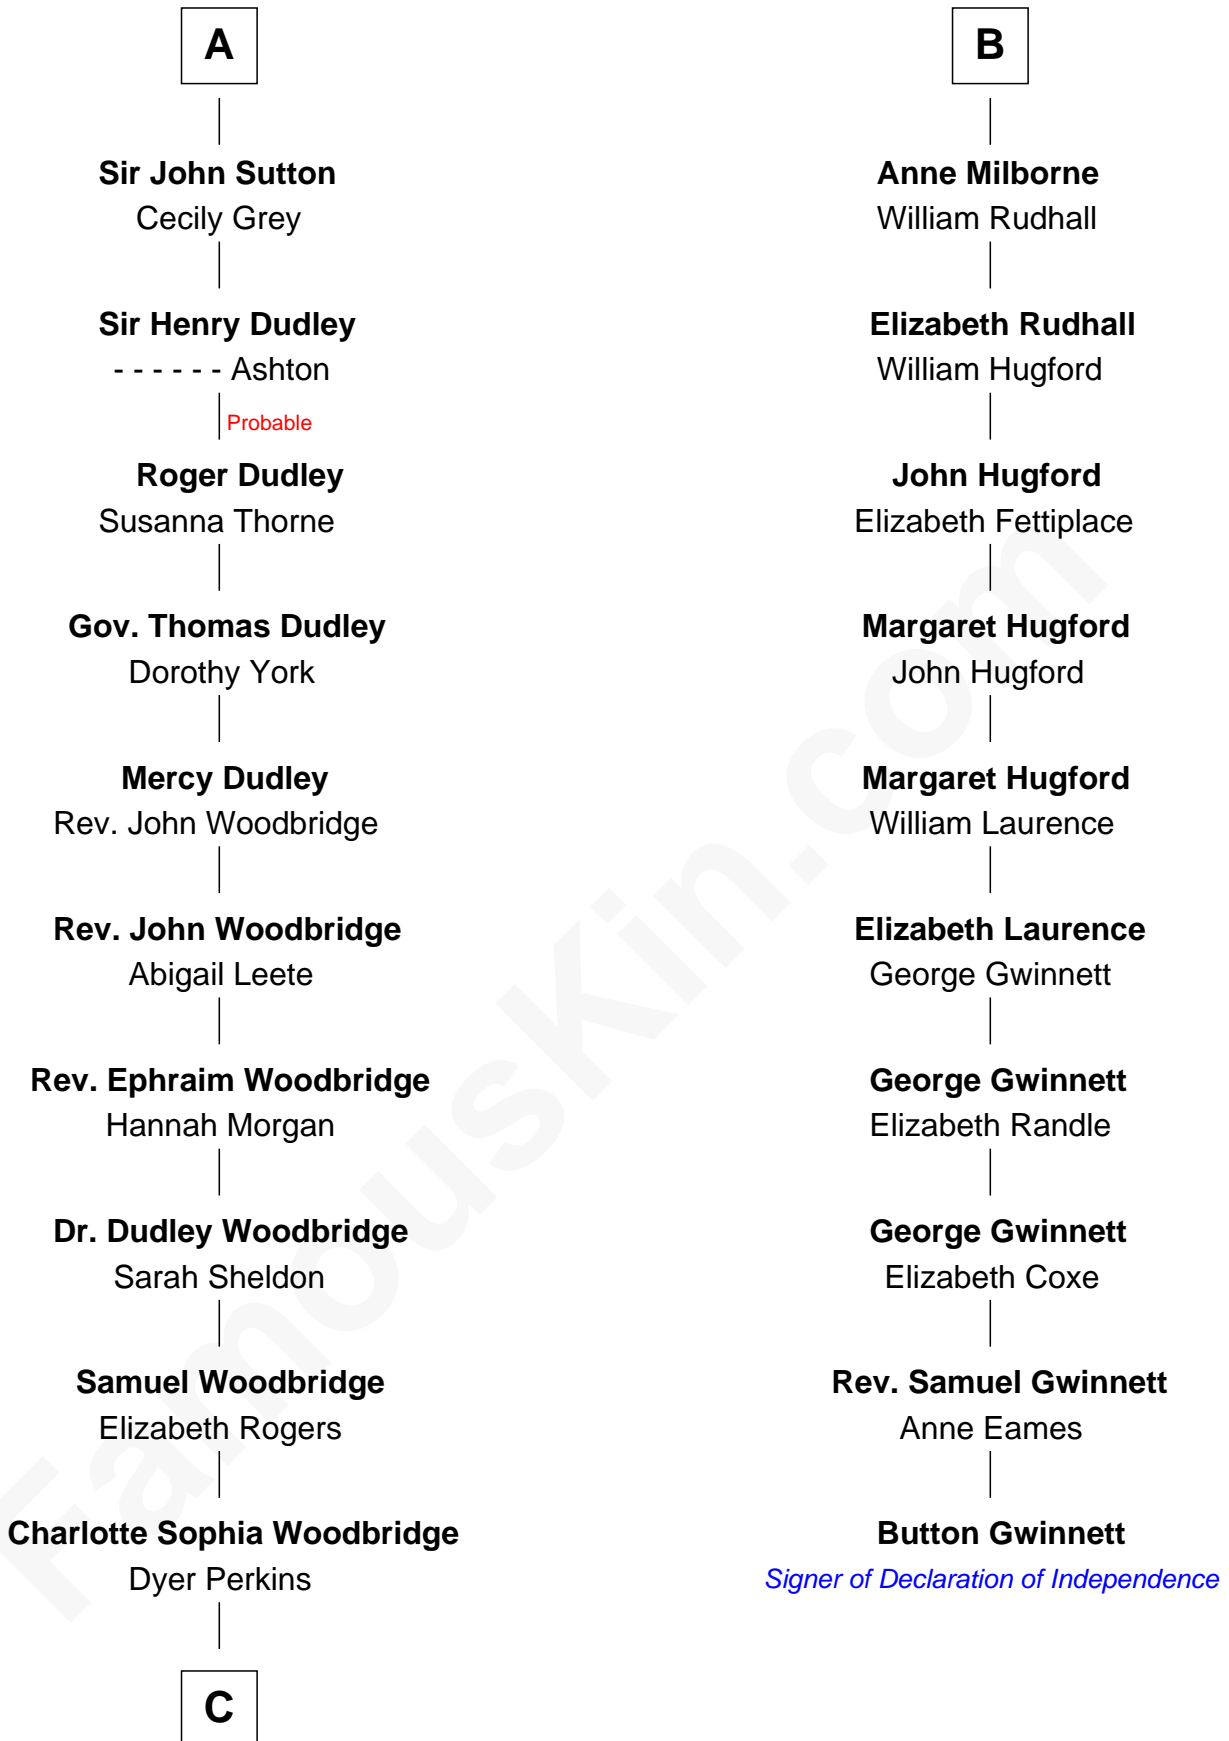 A
Sir John Sutton
Cecily Grey
Sir Henry Dudley
- - - - - - Ashton
Probable
Roger Dudley
Susanna Thorne
Gov. Thomas Dudley
Dorothy York
Mercy Dudley
Rev. John Woodbridge
Rev. John Woodbridge
Abigail Leete
Rev. Ephraim Woodbridge
Hannah Morgan
Dr. Dudley Woodbridge
Sarah Sheldon
Samuel Woodbridge
Elizabeth Rogers
Charlotte Sophia Woodbridge
Dyer Perkins
C
B
Anne Milborne
William Rudhall
Elizabeth Rudhall
William Hugford
John Hugford
Elizabeth Fettiplace
Margaret Hugford
John Hugford
Margaret Hugford
William Laurence
Elizabeth Laurence
George Gwinnett
George Gwinnett
Elizabeth Randle
George Gwinnett
Elizabeth Coxe
Rev. Samuel Gwinnett
Anne Eames
Button Gwinnett
Signer of Declaration of Independence
FamousKin.com